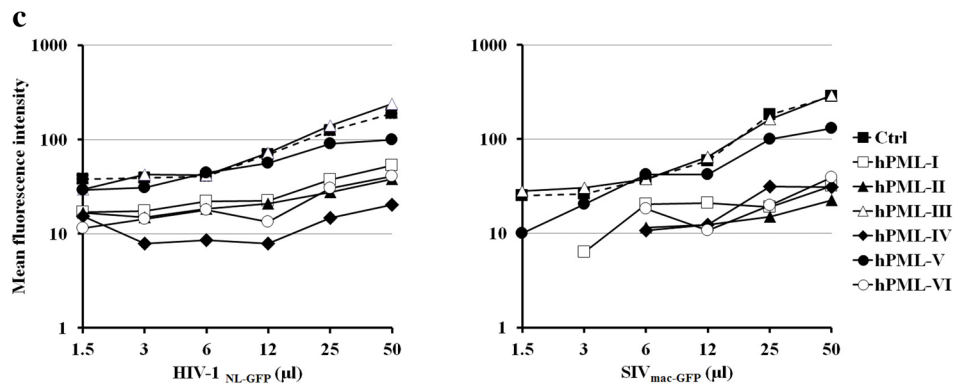 c
Mean fluorescence intensity
1000
100
10
1
1.5 3 6 12 25 50
HIV-1 NL-GFP (μl)
1000
100
10
1
1.5 3 6 12 25 50
SIVmac-GFP (μl)
Ctrl
hPML-I
hPML-II
hPML-III
hPML-IV
hPML-V
hPML-VI